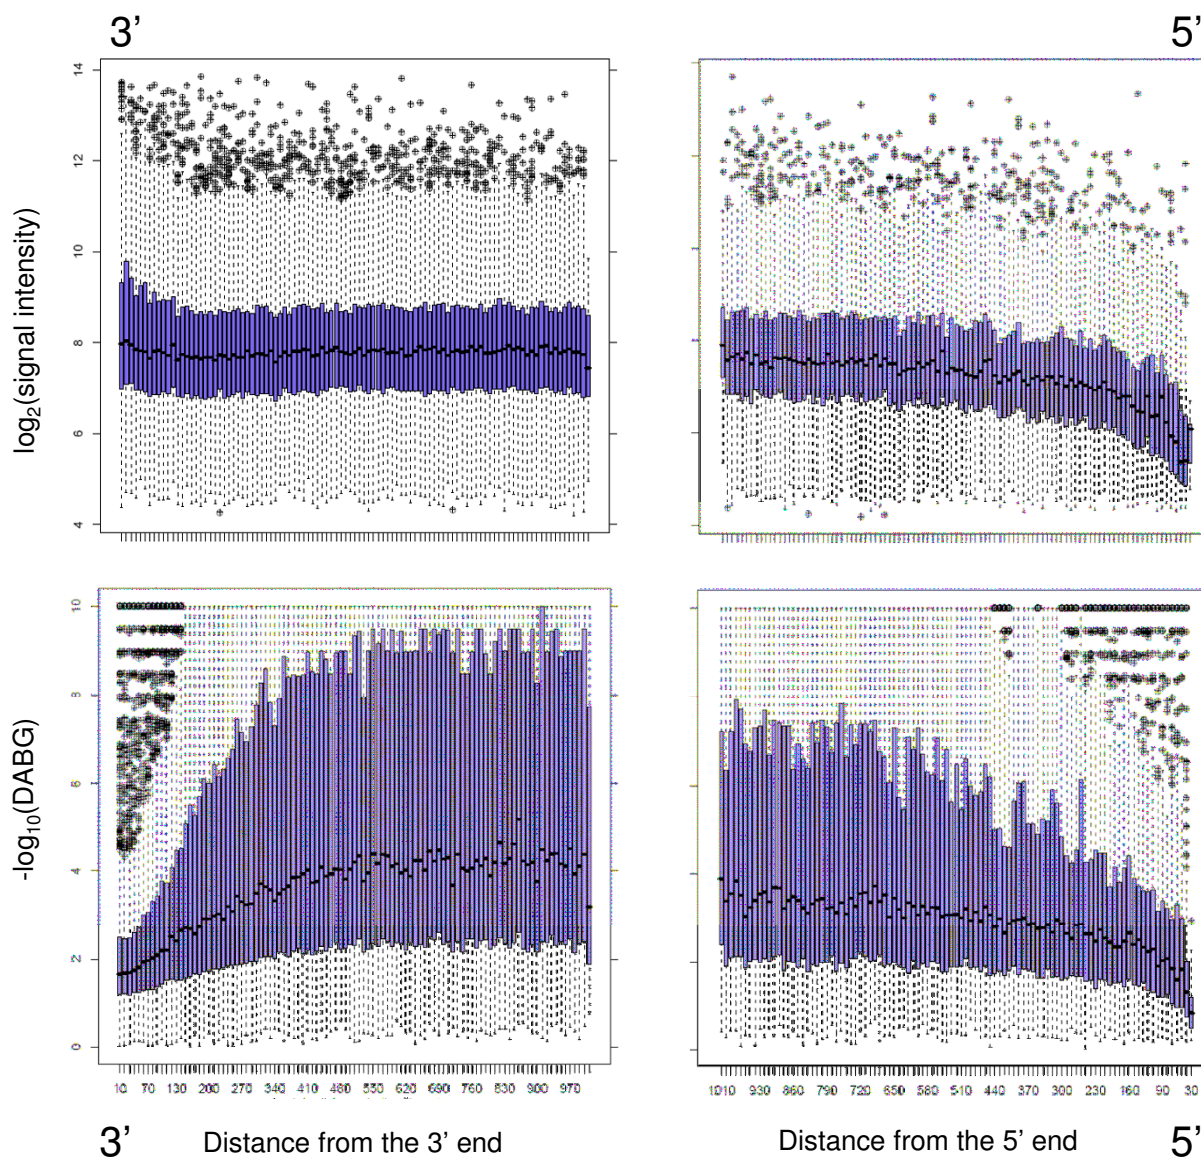 3’
5’
14
12
10
8
6
4
log2(signal intensity)
10
8
6
4
2
0
-log10(DABG)
10 70 130 200 270 340 410 480 550 620 690 760 830 900 970
1010 930 860 790 720 650 580 510 440 370 300 230 160 90 30
3’ Distance from the 3’ end
Distance from the 5’ end 5’